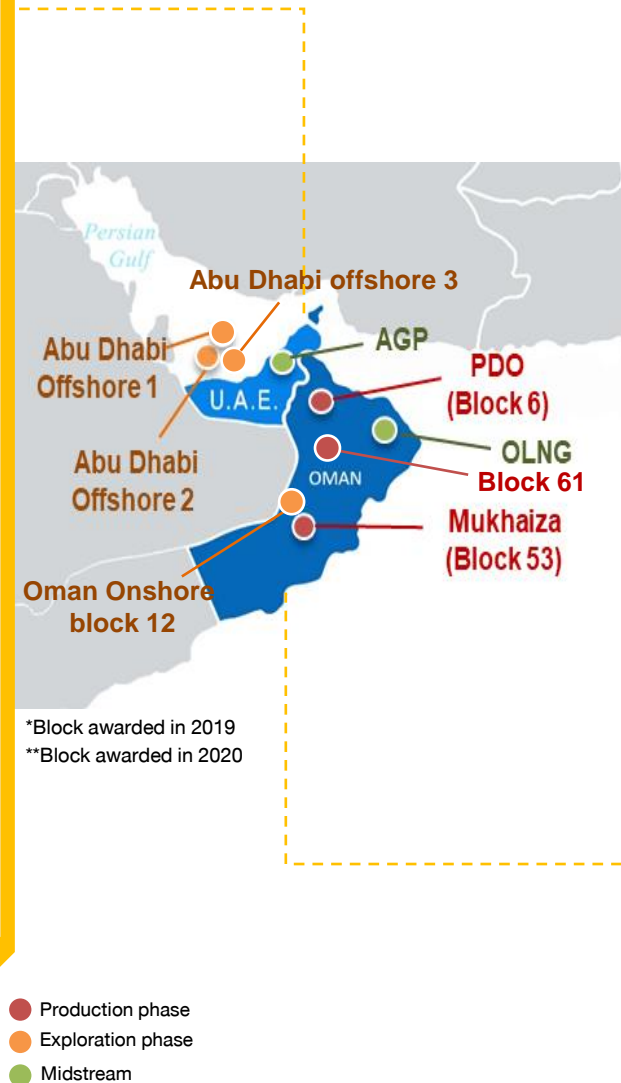 Persian
Gulf
Abu Dhabi offshore 3
Abu Dhabi
Offshore 1
AGP
PDO
(Block 6)
U.A.E.
Abu Dhabi
Offshore 2
OLNG
OMAN
Block 61
Mukhaiza
(Block 53)
Oman Onshore
block 12
*Block awarded in 2019
**Block awarded in 2020
Production phase
Exploration phase
Midstream